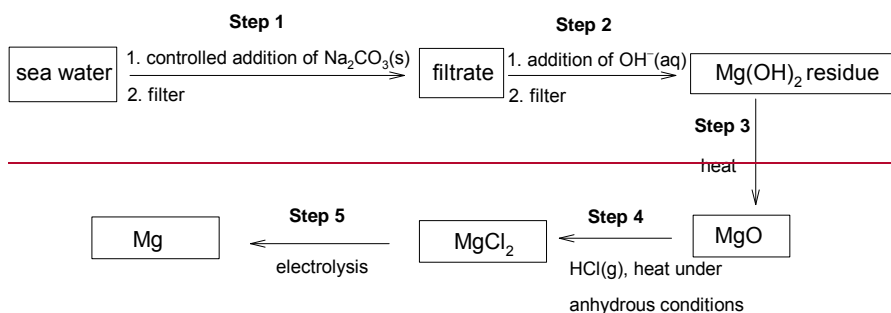 Step 1
Step 2
sea water
1. controlled addition of Na₂CO₃(s)
2. filter
filtrate
1. addition of OH⁻(aq)
2. filter
Mg(OH)₂ residue
Step 3
heat
Mg
Step 5
electrolysis
MgCl₂
Step 4
HCl(g), heat under
anhydrous conditions
MgO